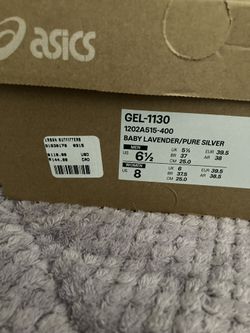 asics
GEL-1130
1202A515-400
BABY LAVENDER/PURE SILVER
MEN
US 6½
UK 5½ EUR 39.5
BR 37 AR 38
CM 25.0
WOMEN
US 8
UK 6 EUR 39.5
BR 37.5 AR 38.5
CM 25.0
URBAN OUTFITTERS
USD
CAD